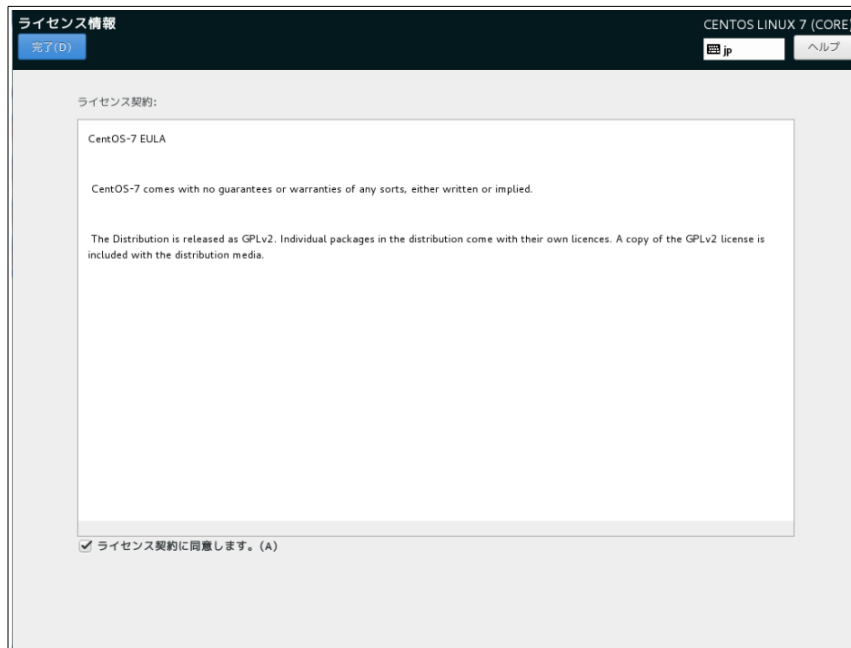 ライセンス情報
CENTOS LINUX 7 (CORE)
完了(D)
jp
ヘルプ
ライセンス契約:
CentOS-7 EULA
CentOS-7 comes with no guarantees or warranties of any sorts, either written or implied.
The Distribution is released as GPLv2. Individual packages in the distribution come with their own licences. A copy of the GPLv2 license is
included with the distribution media.
ライセンス契約に同意します。(A)